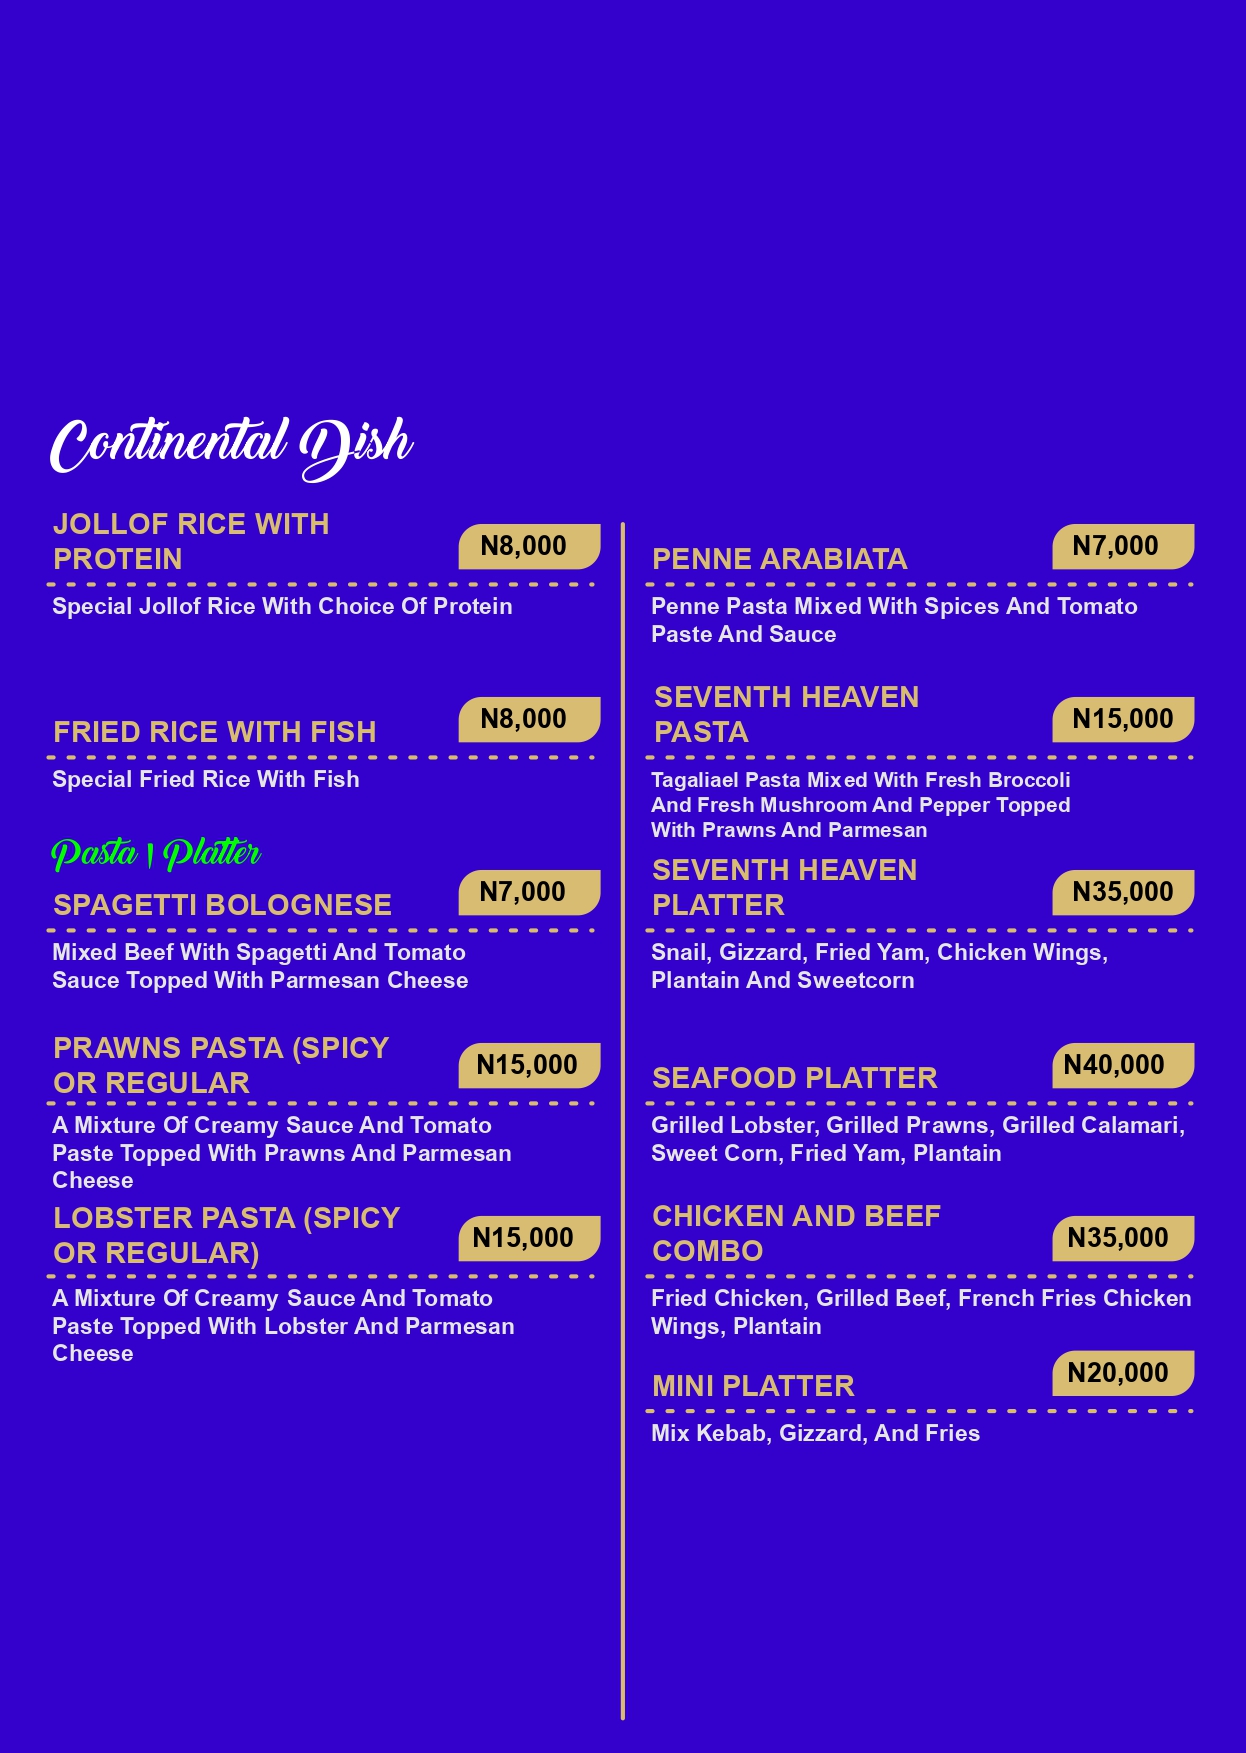 Continental Dish
JOLLOF RICE WITH
PROTEIN
N8,000
Special Jollof Rice With Choice Of Protein
FRIED RICE WITH FISH
N8,000
Special Fried Rice With Fish
Pasta | Platter
SPAGETTI BOLOGNESE
N7,000
Mixed Beef With Spagetti And Tomato
Sauce Topped With Parmesan Cheese
PRAWNS PASTA (SPICY
OR REGULAR
N15,000
A Mixture Of Creamy Sauce And Tomato
Paste Topped With Prawns And Parmesan
Cheese
LOBSTER PASTA (SPICY
OR REGULAR)
N15,000
A Mixture Of Creamy Sauce And Tomato
Paste Topped With Lobster And Parmesan
Cheese
PENNE ARABIATA
N7,000
Penne Pasta Mixed With Spices And Tomato
Paste And Sauce
SEVENTH HEAVEN
PASTA
N15,000
Tagaliael Pasta Mixed With Fresh Broccoli
And Fresh Mushroom And Pepper Topped
With Prawns And Parmesan
SEVENTH HEAVEN
PLATTER
N35,000
Snail, Gizzard, Fried Yam, Chicken Wings,
Plantain And Sweetcorn
SEAFOOD PLATTER
N40,000
Grilled Lobster, Grilled Prawns, Grilled Calamari,
Sweet Corn, Fried Yam, Plantain
CHICKEN AND BEEF
COMBO
N35,000
Fried Chicken, Grilled Beef, French Fries Chicken
Wings, Plantain
MINI PLATTER
N20,000
Mix Kebab, Gizzard, And Fries